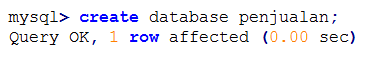 mysql> create database penjualan;
Query OK, 1 row affected (0.00 sec)